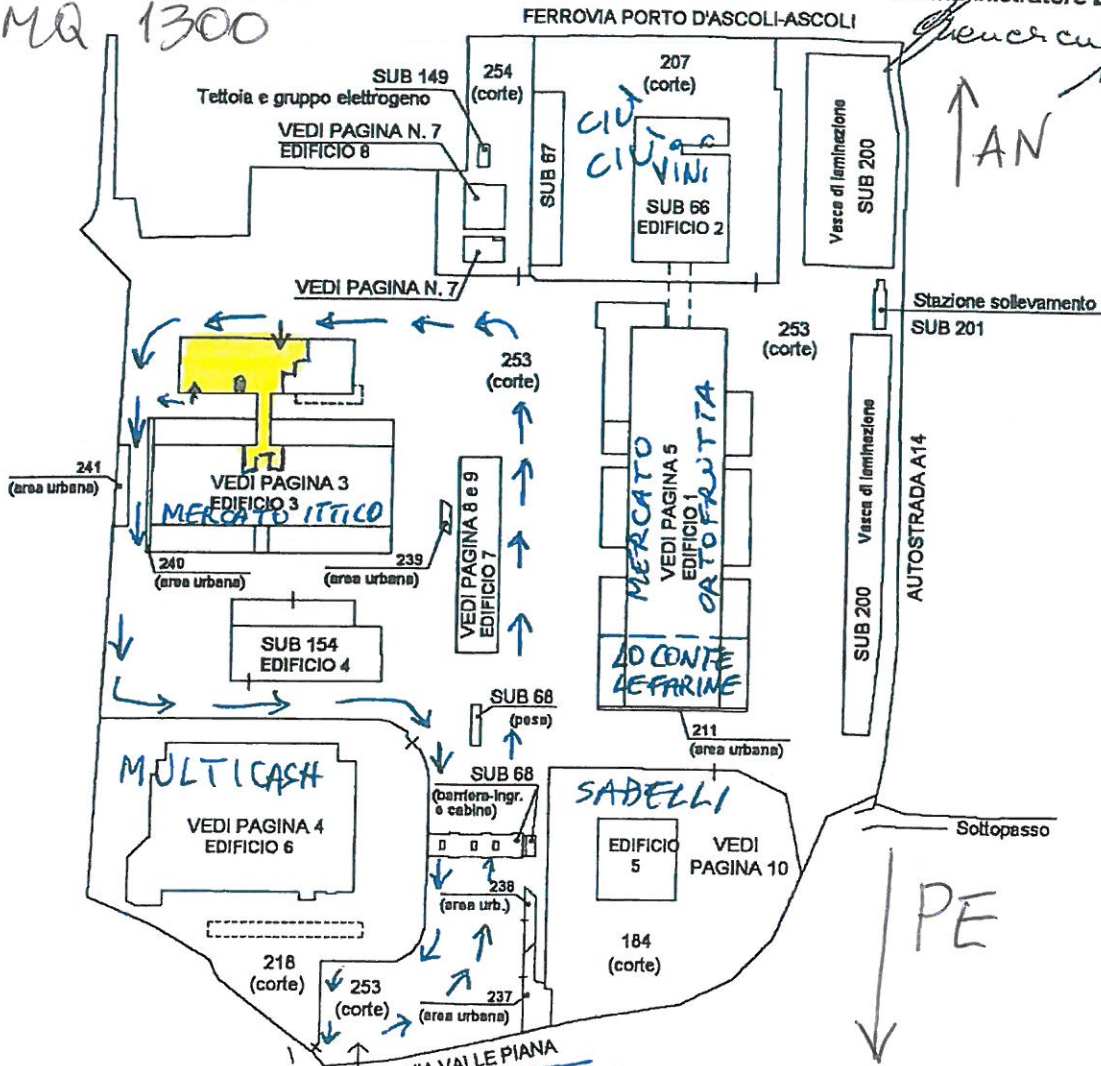 MQ 1300
FERROVIA PORTO D'ASCOLI-ASCOLI
SUB 149
Tettoia e gruppo elettrogeno
VEDI PAGINA N. 7
EDIFICIO 8
254
(corte)
207
(corte)
CIÙ
CIÙ
VINI
SUB 67
SUB 66
EDIFICIO 2
Vasca di laminazione
SUB 200
AN
VEDI PAGINA N. 7
Stazione sollevamento
SUB 201
253
(corte)
253
(corte)
241
(area urbana)
VEDI PAGINA 3
EDIFICIO 3
MERCATO ITTICO
240
(area urbana)
239
(area urbana)
VEDI PAGINA 8 e 9
EDIFICIO 7
MERCATO
VEDI PAGINA 5
EDIFICIO 1
ORTOFRUTTA
Vasca di laminazione
SUB 200
AUTOSTRADA A14
SUB 154
EDIFICIO 4
LO CONTE
LE FARINE
SUB 68
(pesa)
211
(area urbana)
MULTICASH
VEDI PAGINA 4
EDIFICIO 6
SUB 68
(barriera-ingr.
e cabine)
SABELLI
EDIFICIO
5
VEDI
PAGINA 10
Sottopasso
238
(area urb.)
PE
218
(corte)
253
(corte)
237
(area urbana)
184
(corte)
VIA VALLE PIANA